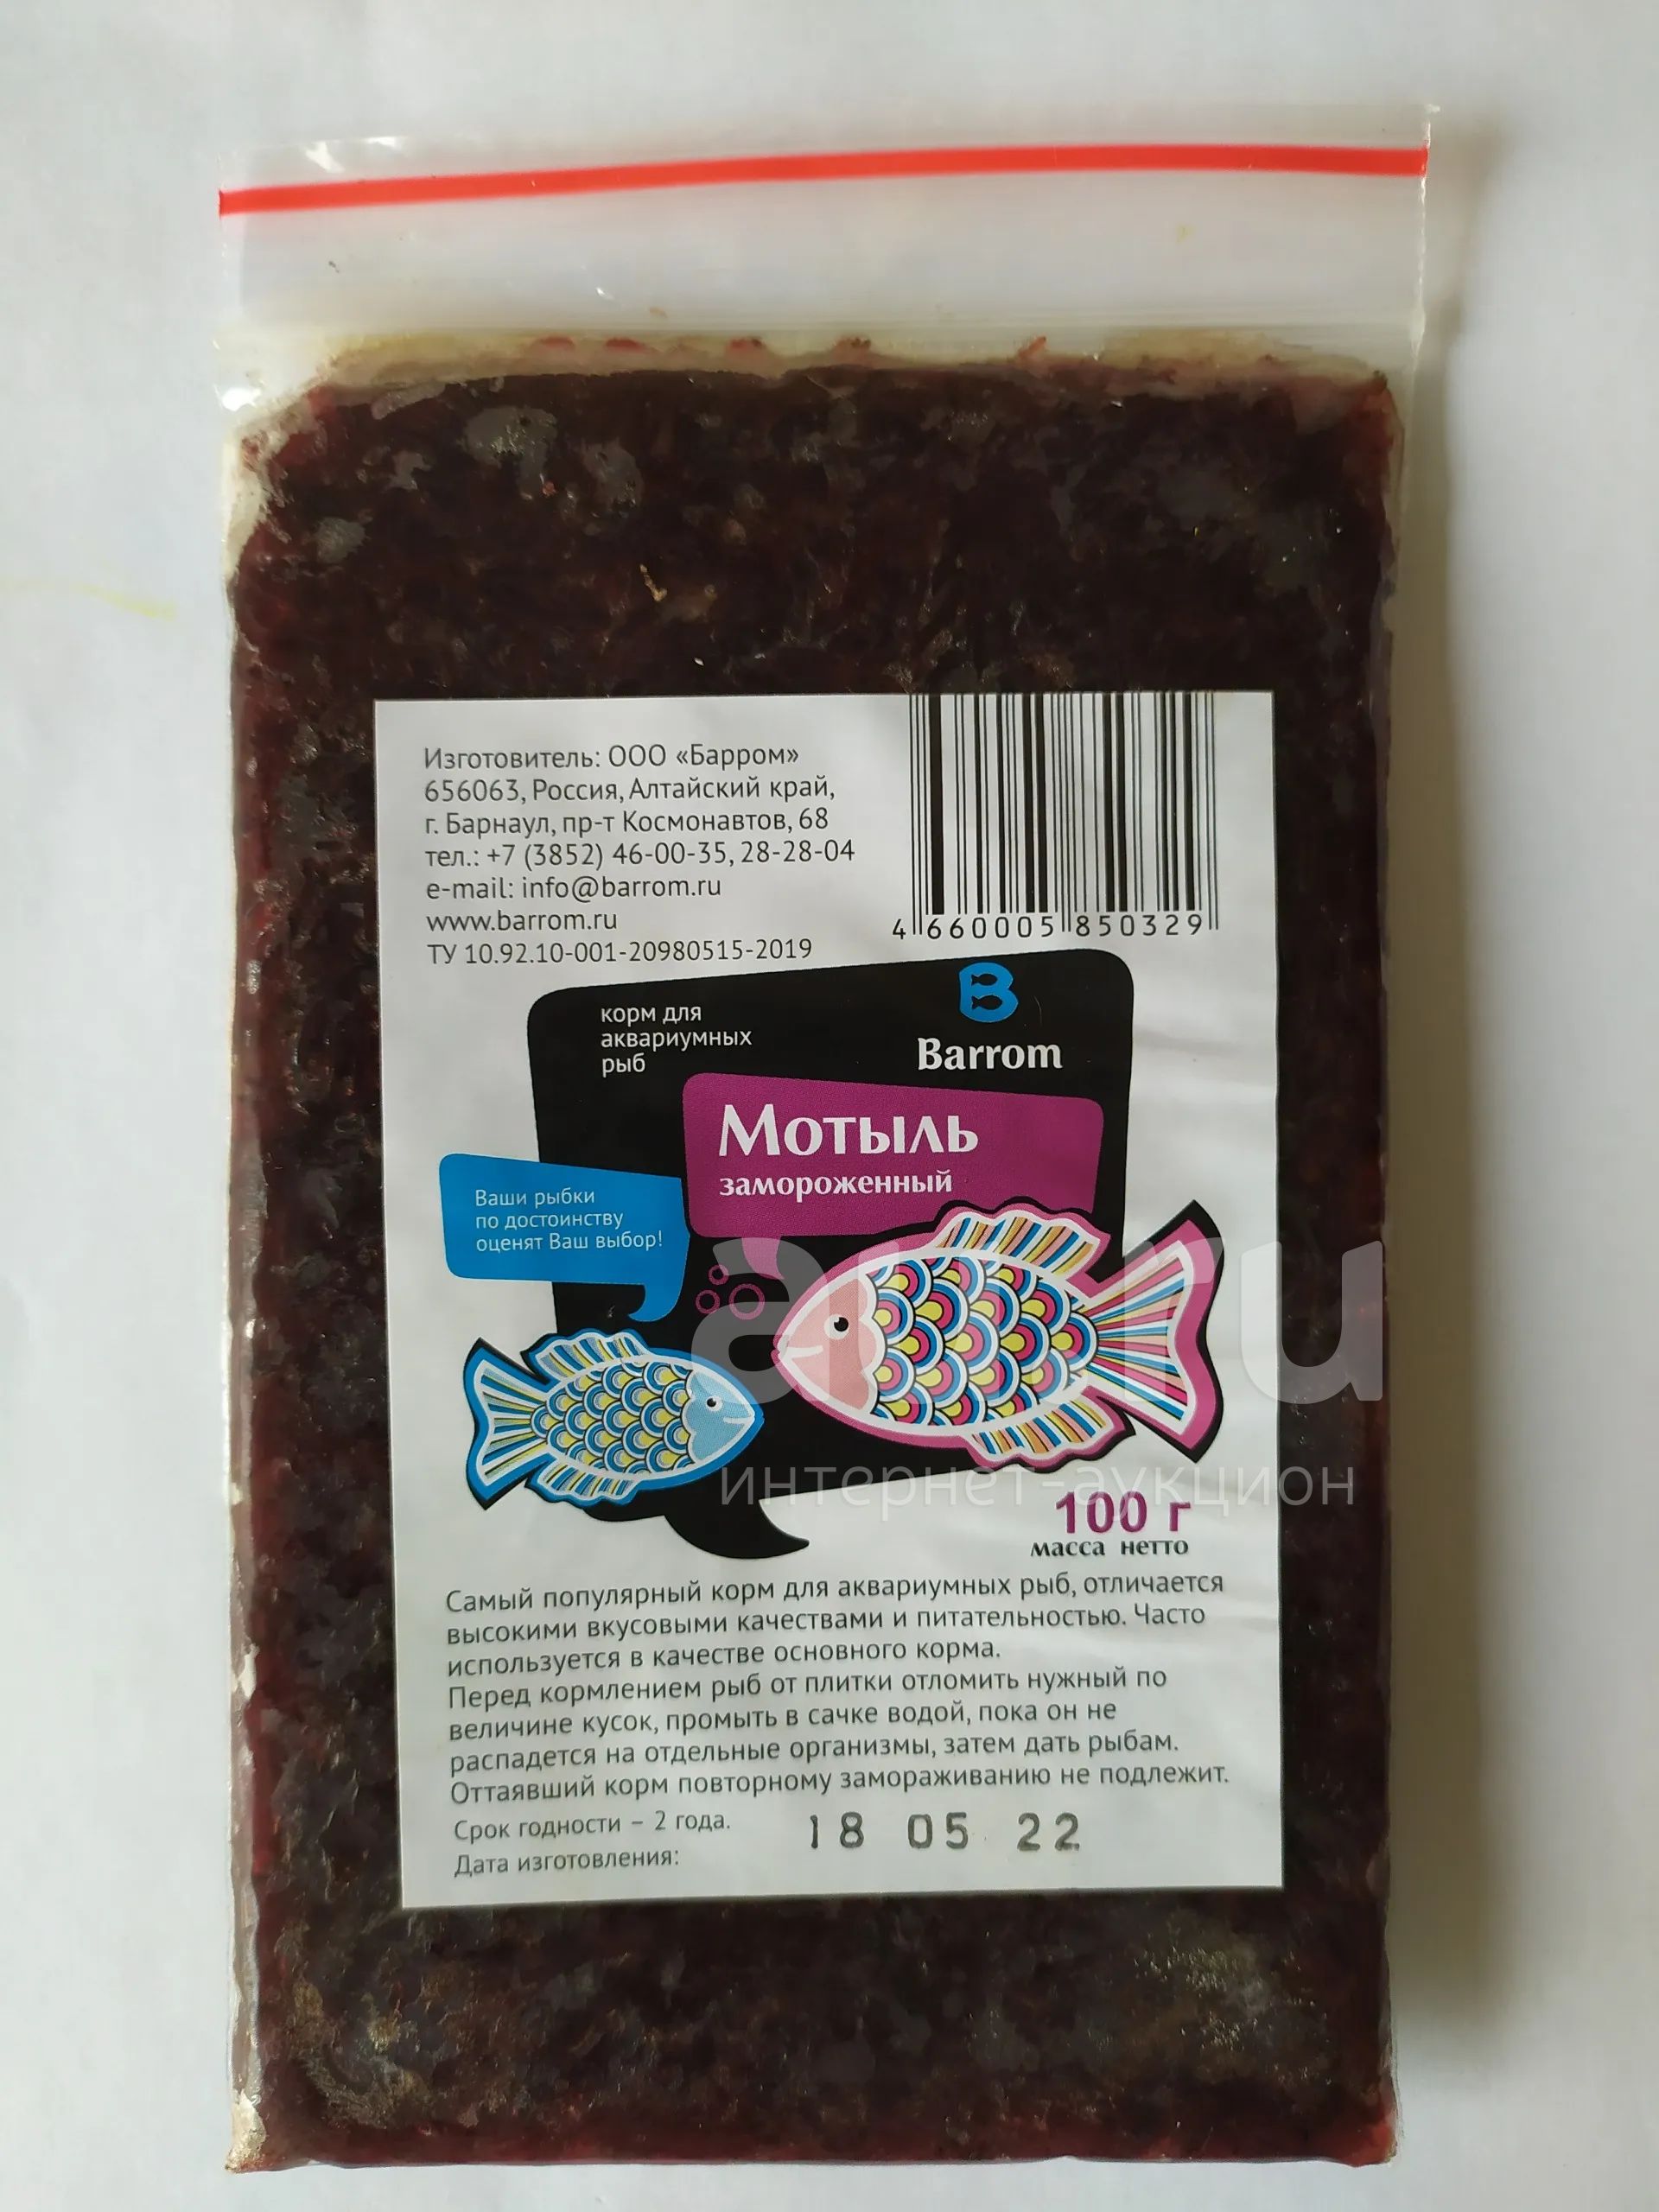 Изготовитель: ООО «Барром»
656063, Россия, Алтайский край,
г. Барнаул, пр-т Космонавтов, 68
тел.: +7 (3852) 46-00-35, 28-28-04
e-mail: info@barrom.ru
www.barrom.ru
ТУ 10.92.10-001-20980515-2019
4 660005 850329
корм для
аквариумных
рыб
Barrom
Мотыль
замороженный
Ваши рыбки
по достоинству
оценят Ваш выбор!
au.ru
интернет-аукцион
100 г
масса нетто
Самый популярный корм для аквариумных рыб, отличается
высокими вкусовыми качествами и питательностью. Часто
используется в качестве основного корма.
Перед кормлением рыб от плитки отломить нужный по
величине кусок, промыть в сачке водой, пока он не
распадется на отдельные организмы, затем дать рыбам.
Оттаявший корм повторному замораживанию не подлежит.
Срок годности – 2 года.
18 05 22
Дата изготовления: